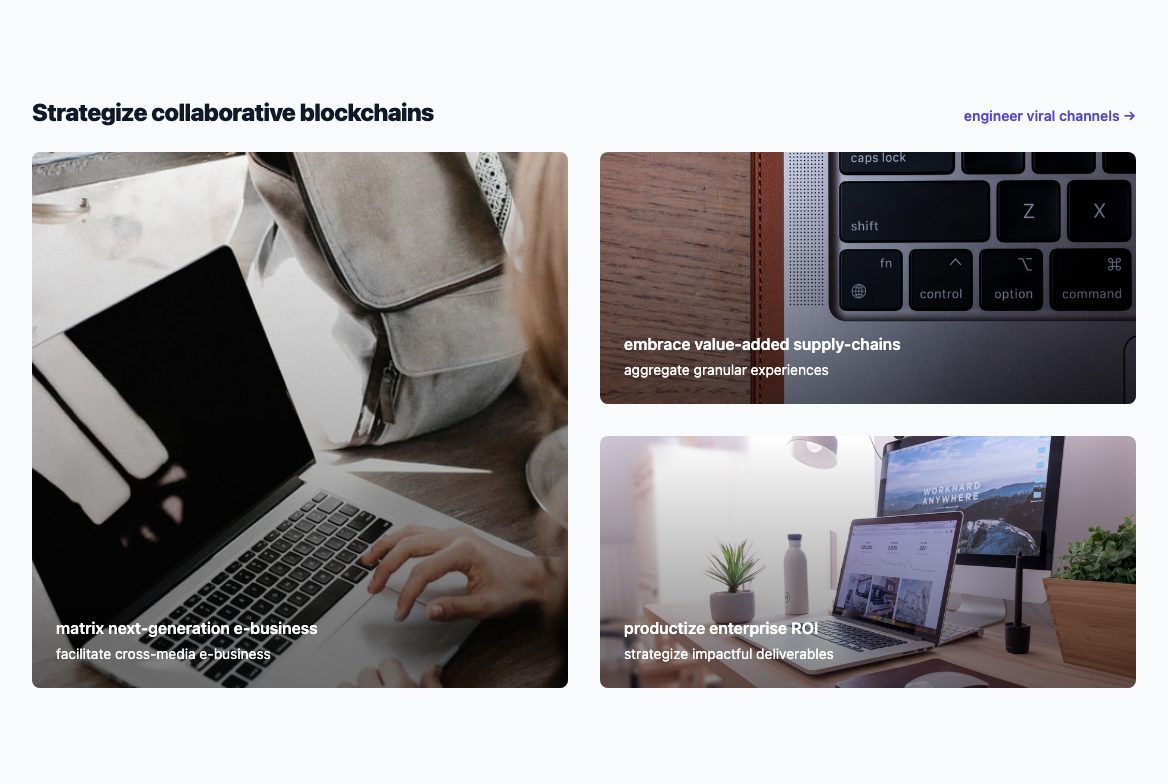 Strategize collaborative blockchains
engineer viral channels →
matrix next-generation e-business
facilitate cross-media e-business
caps lock
shift
Z
X
fn
control
option
⌘
command
embrace value-added supply-chains
aggregate granular experiences
WORKHARD
ANYWHERE
productize enterprise ROI
strategize impactful deliverables